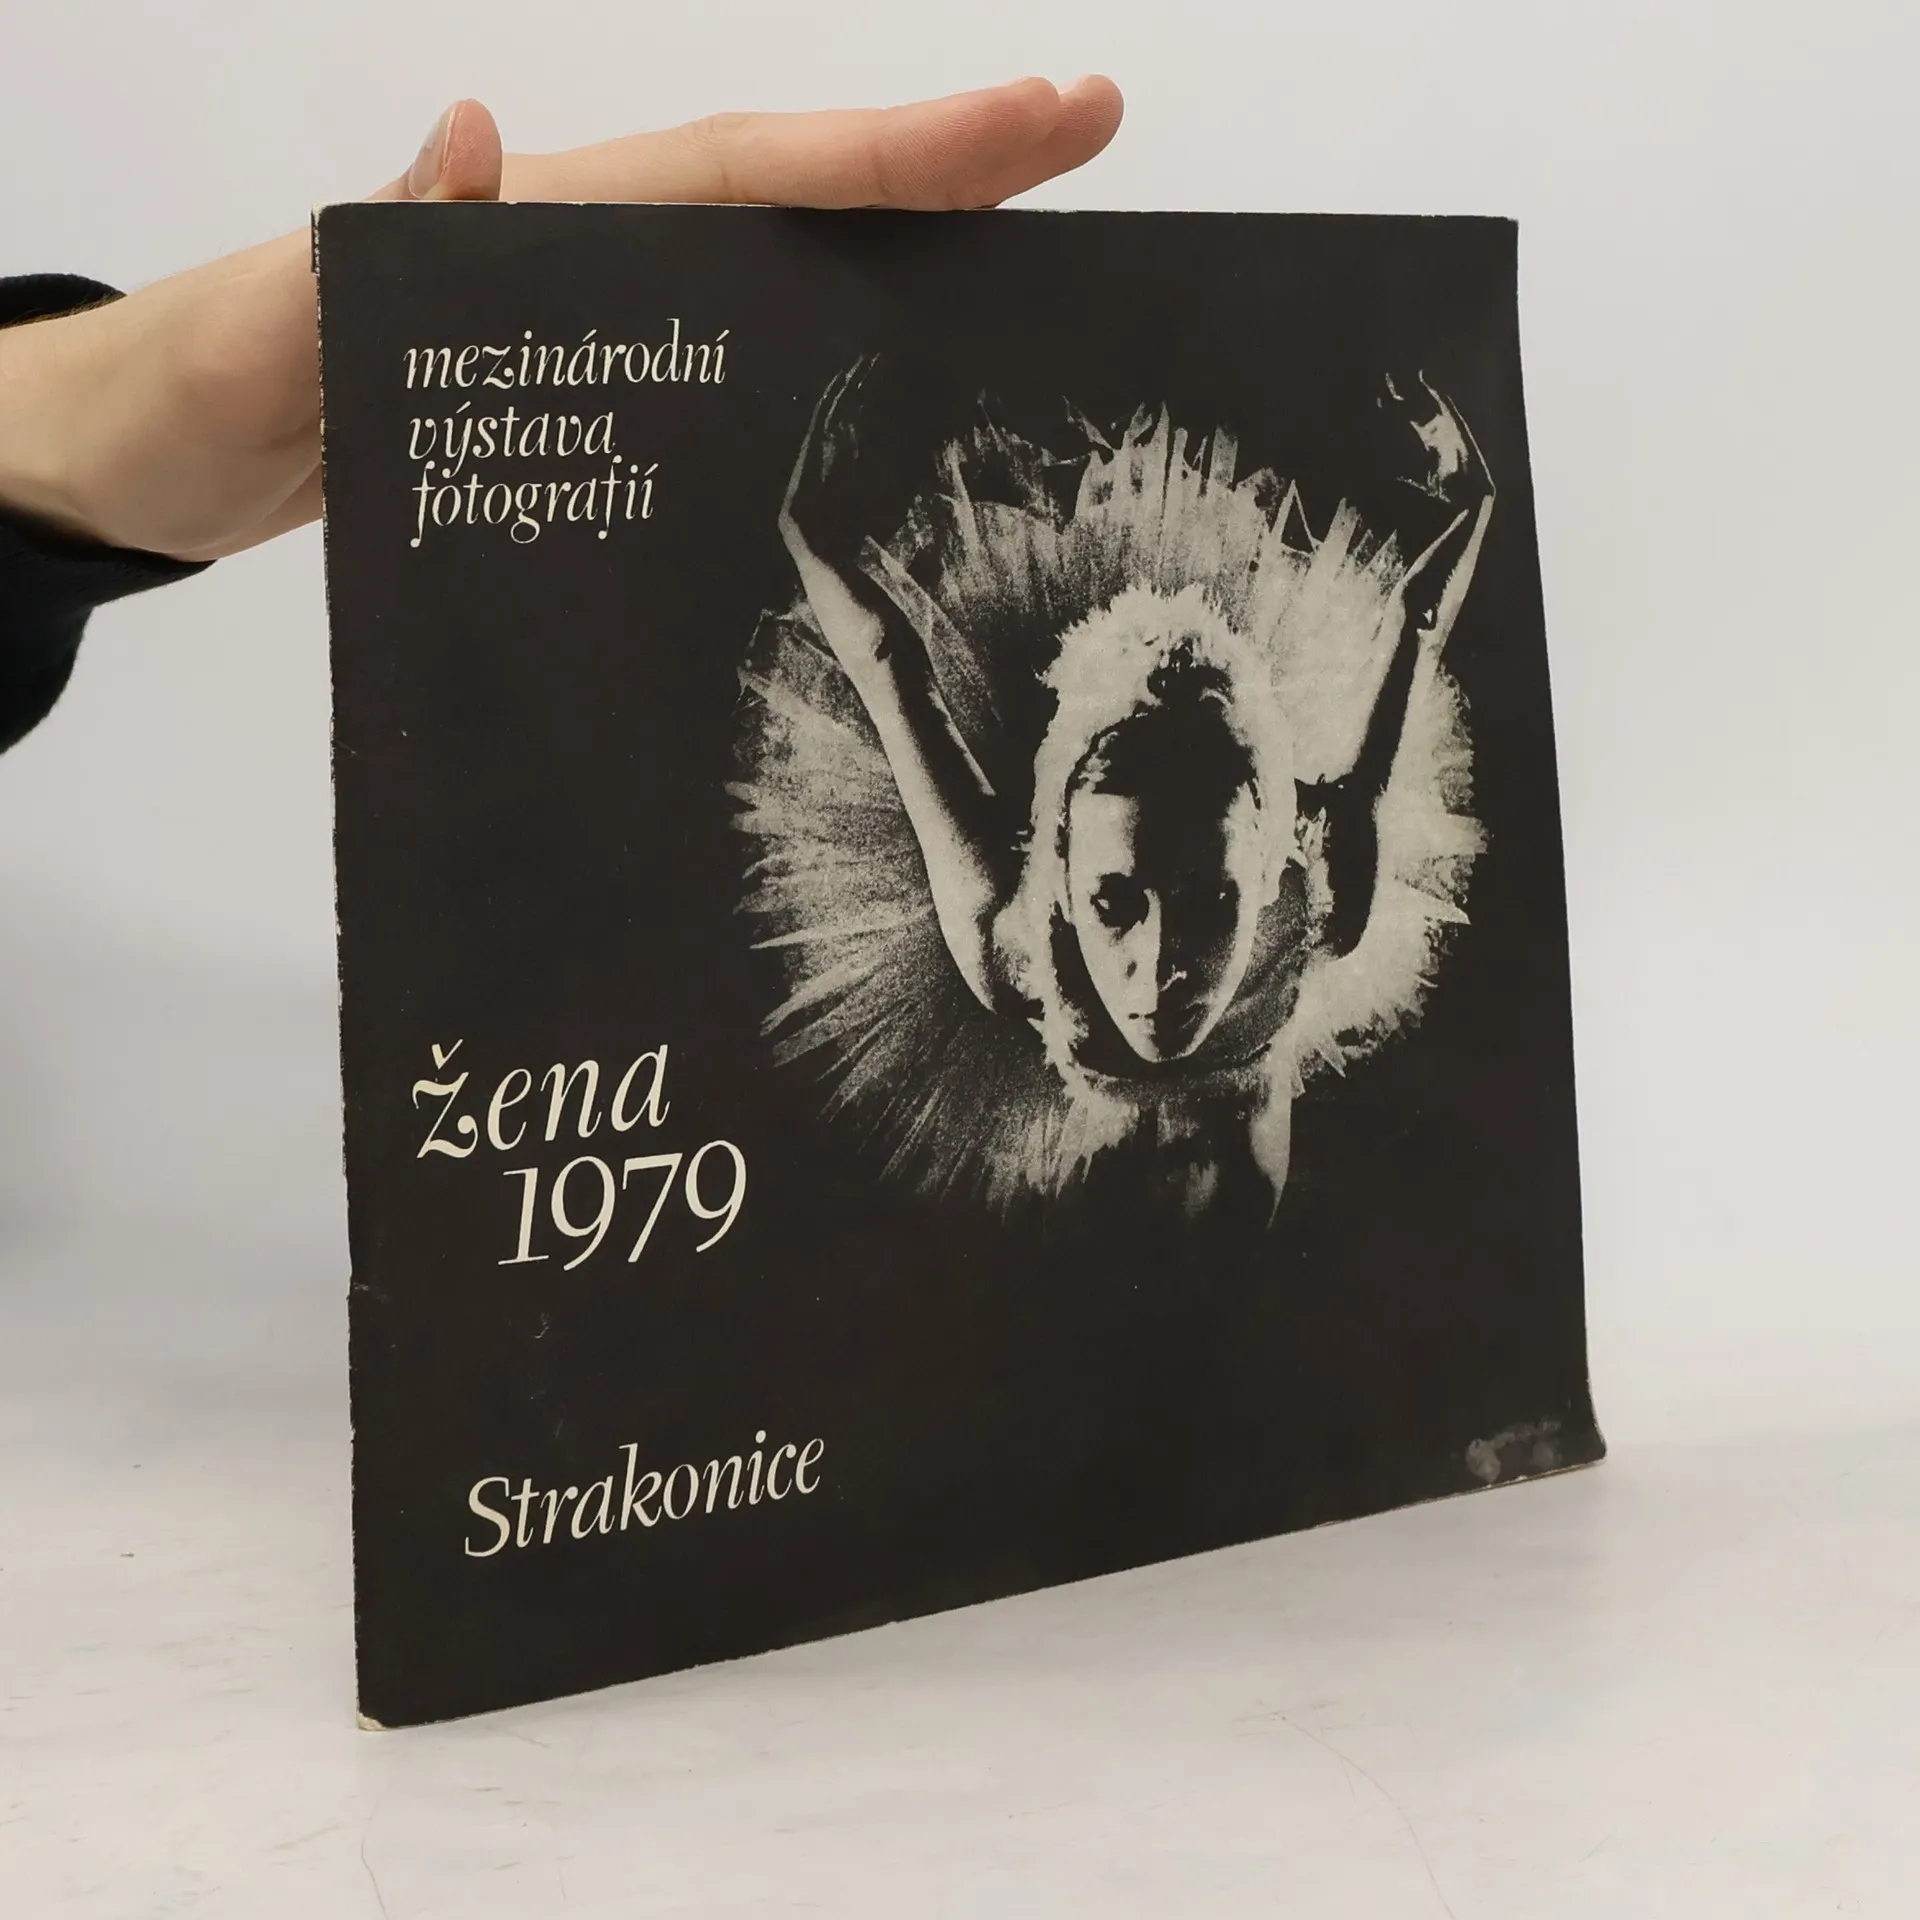 mezinárodní
výstava
fotografií
žena
1979
Strakonice